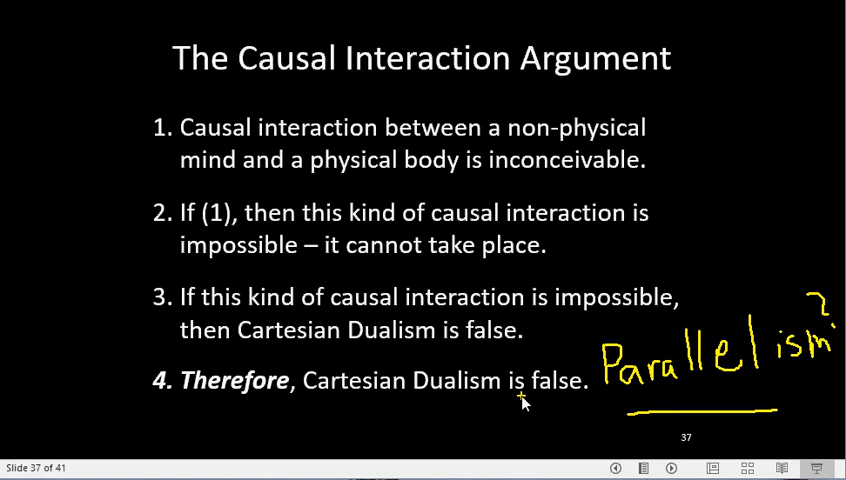 The Causal Interaction Argument
1. Causal interaction between a non-physical
mind and a physical body is inconceivable.
2. If (1), then this kind of causal interaction is
impossible – it cannot take place.
3. If this kind of causal interaction is impossible,
then Cartesian Dualism is false.
4. Therefore, Cartesian Dualism is false.
Parallelism?
37
Slide 37 of 41